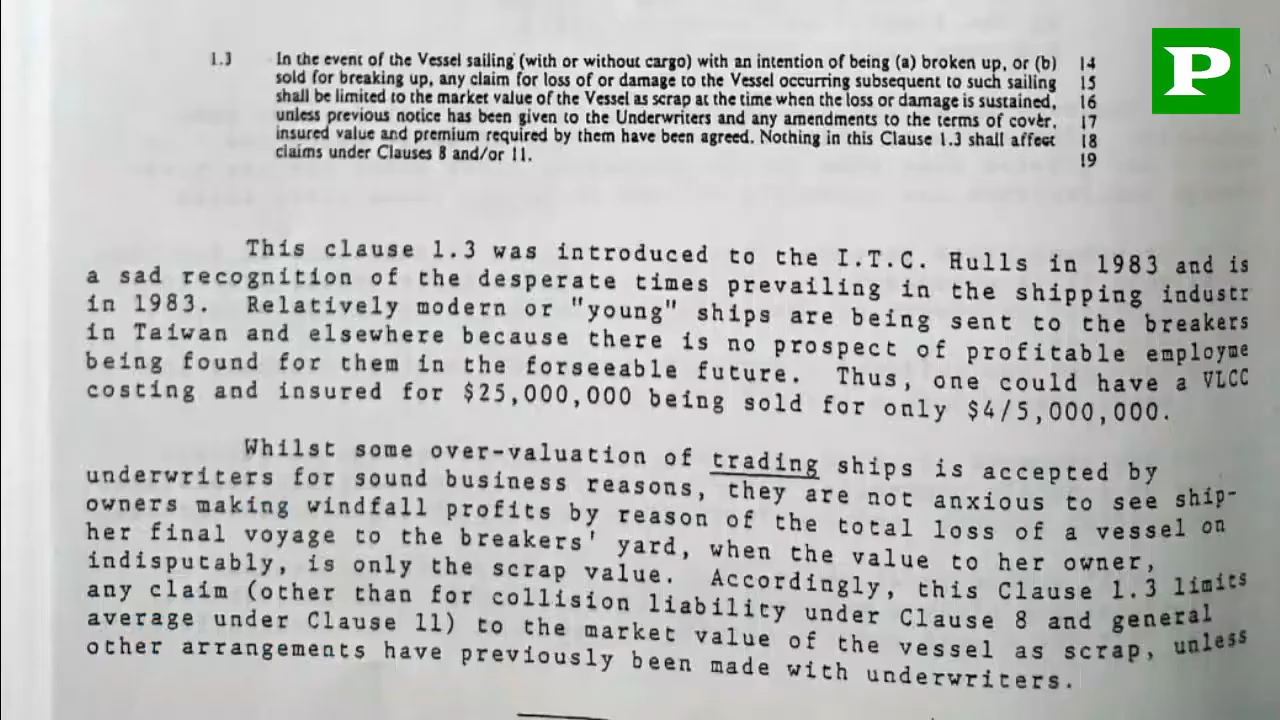 P
1.3 In the event of the Vessel sailing (with or without cargo) with an intention of being (a) broken up, or (b) 14
sold for breaking up, any claim for loss of or damage to the Vessel occurring subsequent to such sailing 15
shall be limited to the market value of the Vessel as scrap at the time when the loss or damage is sustained, 16
unless previous notice has been given to the Underwriters and any amendments to the terms of cover, 17
insured value and premium required by them have been agreed. Nothing in this Clause 1.3 shall affect 18
claims under Clauses 8 and/or 11. 19
This clause 1.3 was introduced to the I.T.C. Hulls in 1983 and is
a sad recognition of the desperate times prevailing in the shipping industr
in 1983. Relatively modern or "young" ships are being sent to the breakers
in Taiwan and elsewhere because there is no prospect of profitable employme
being found for them in the forseeable future. Thus, one could have a VLCC
costing and insured for $25,000,000 being sold for only $4/5,000,000.
Whilst some over-valuation of trading ships is accepted by
underwriters for sound business reasons, they are not anxious to see ship-
owners making windfall profits by reason of the total loss of a vessel on
her final voyage to the breakers' yard, when the value to her owner,
indisputably, is only the scrap value. Accordingly, this Clause 1.3 limits
any claim (other than for collision liability under Clause 8 and general
average under Clause 11) to the market value of the vessel as scrap, unless
other arrangements have previously been made with underwriters.